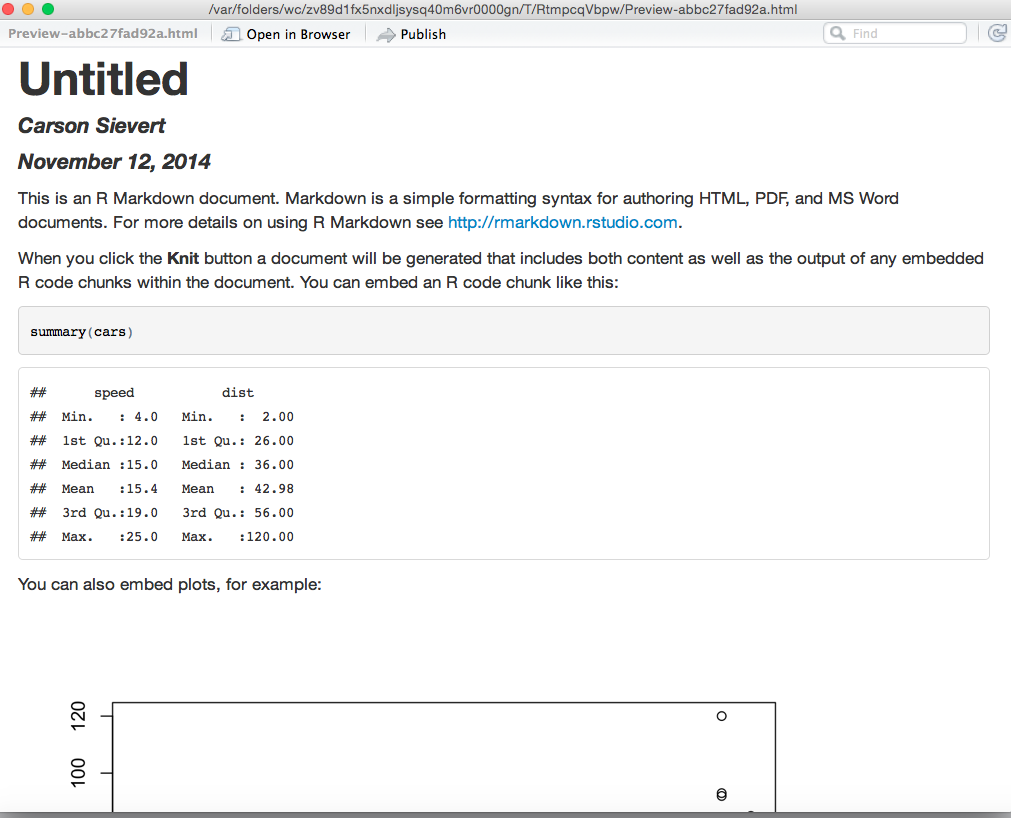 /var/folders/wc/zv89d1fx5nxdljsysq40m6vr0000gn/T/RtmpcqVbpw/Preview-abbc27fad92a.html
Preview-abbc27fad92a.html Open in Browser Publish Find
Untitled
Carson Sievert
November 12, 2014
This is an R Markdown document. Markdown is a simple formatting syntax for authoring HTML, PDF, and MS Word
documents. For more details on using R Markdown see http://rmarkdown.rstudio.com.
When you click the Knit button a document will be generated that includes both content as well as the output of any embedded
R code chunks within the document. You can embed an R code chunk like this:
summary(cars)
##      speed           dist
##  Min.   : 4.0   Min.   :  2.00
##  1st Qu.:12.0   1st Qu.: 26.00
##  Median :15.0   Median : 36.00
##  Mean   :15.4   Mean   : 42.98
##  3rd Qu.:19.0   3rd Qu.: 56.00
##  Max.   :25.0   Max.   :120.00
You can also embed plots, for example:
120
100